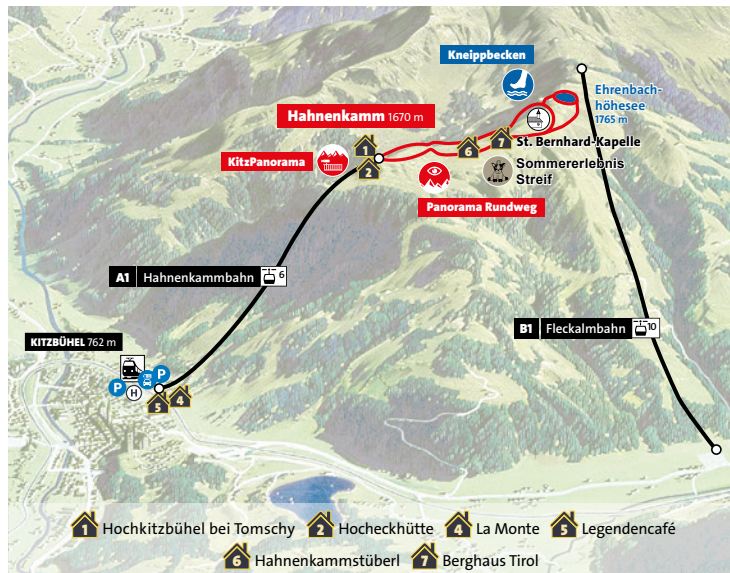 Kneippbecken
Ehrenbach-
höhesee
1765 m
Hahnenkamm 1670 m
1
7
St. Bernhard-Kapelle
6
KitzPanorama
2
Sommererlebnis
Streif
Panorama Rundweg
A1 Hahnenkammbahn 6
B1 Fleckalmbahn 10
KITZBÜHEL 762 m
P P
H
5 4
1 Hochkitzbühel bei Tomschy 2 Hocheckhütte 4 La Monte 5 Legendencafé
6 Hahnenkammstüberl 7 Berghaus Tirol